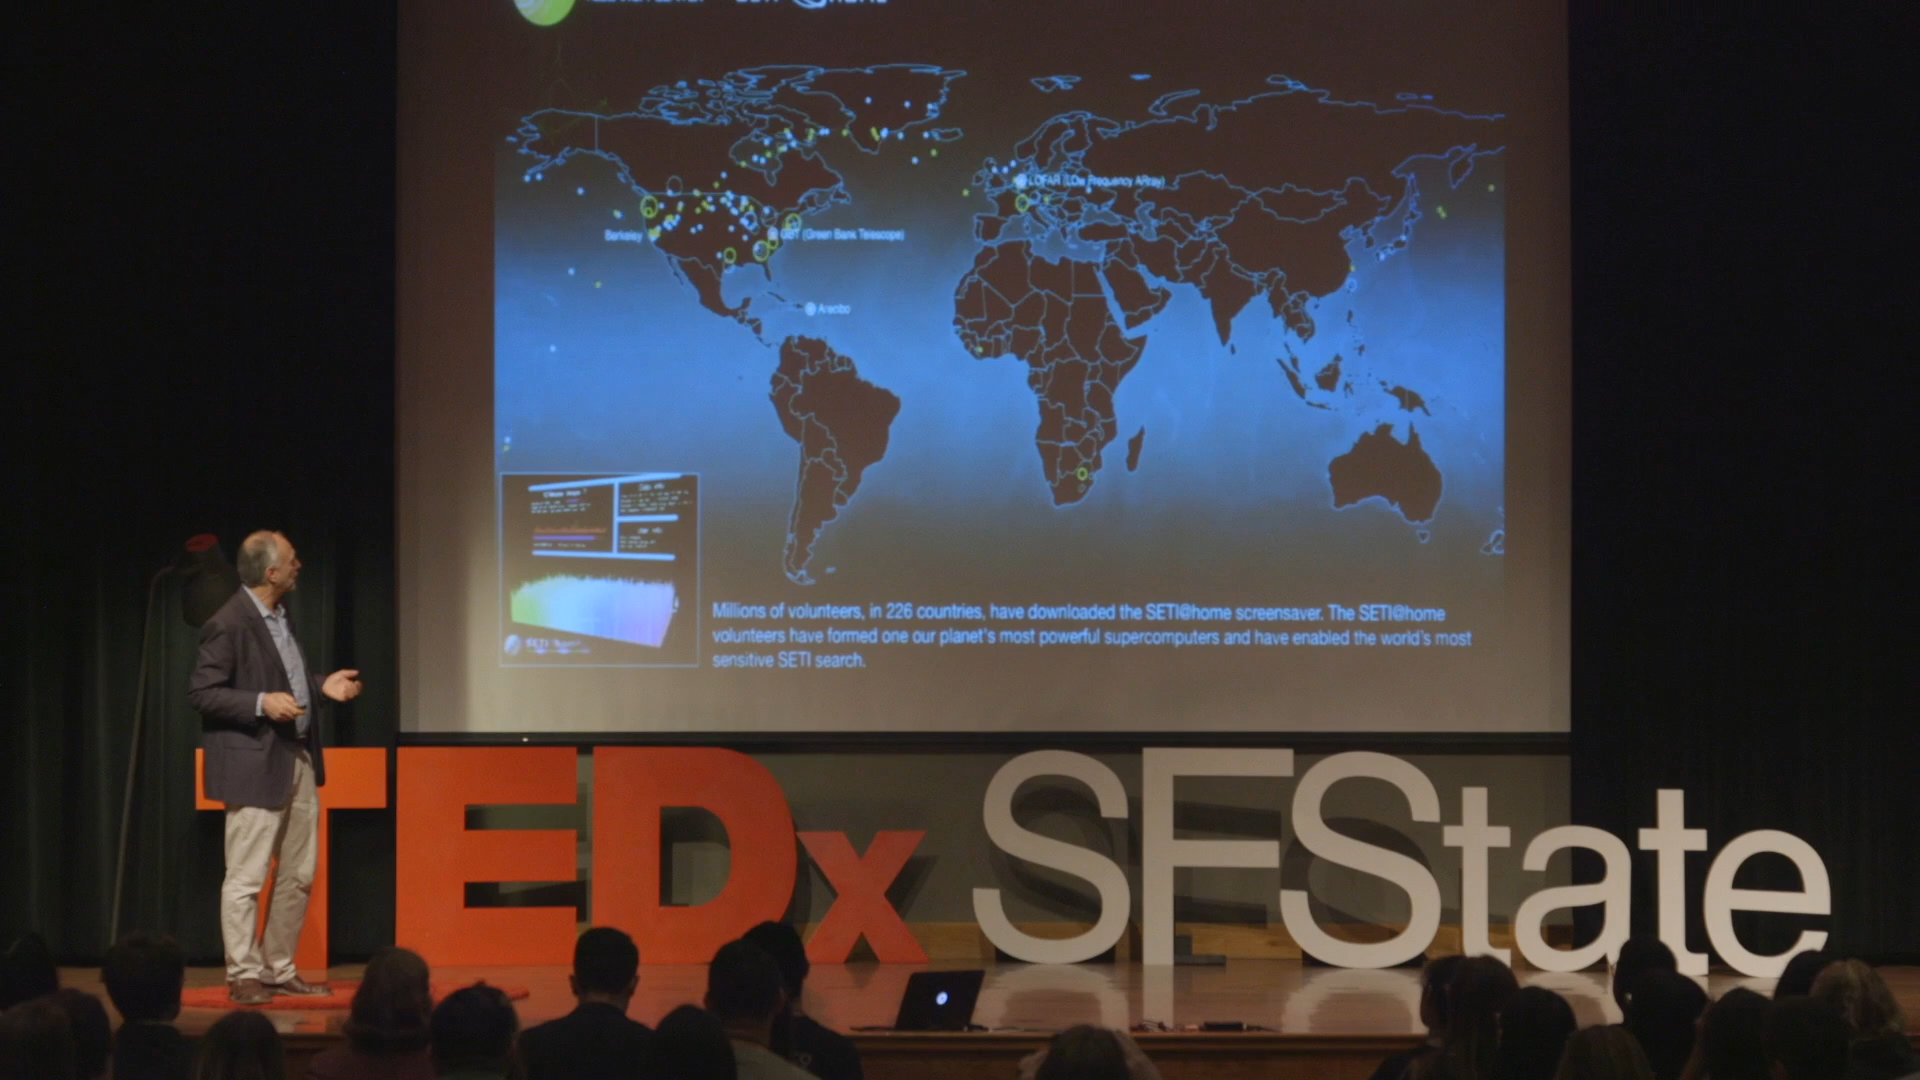 LOFAR (LOw Frequency ARray)
Berkeley
GBT (Green Bank Telescope)
Arecibo
Millions of volunteers, in 226 countries, have downloaded the SETI@home screensaver. The SETI@home
volunteers have formed one our planet's most powerful supercomputers and have enabled the world's most
sensitive SETI search.
TEDx SFState